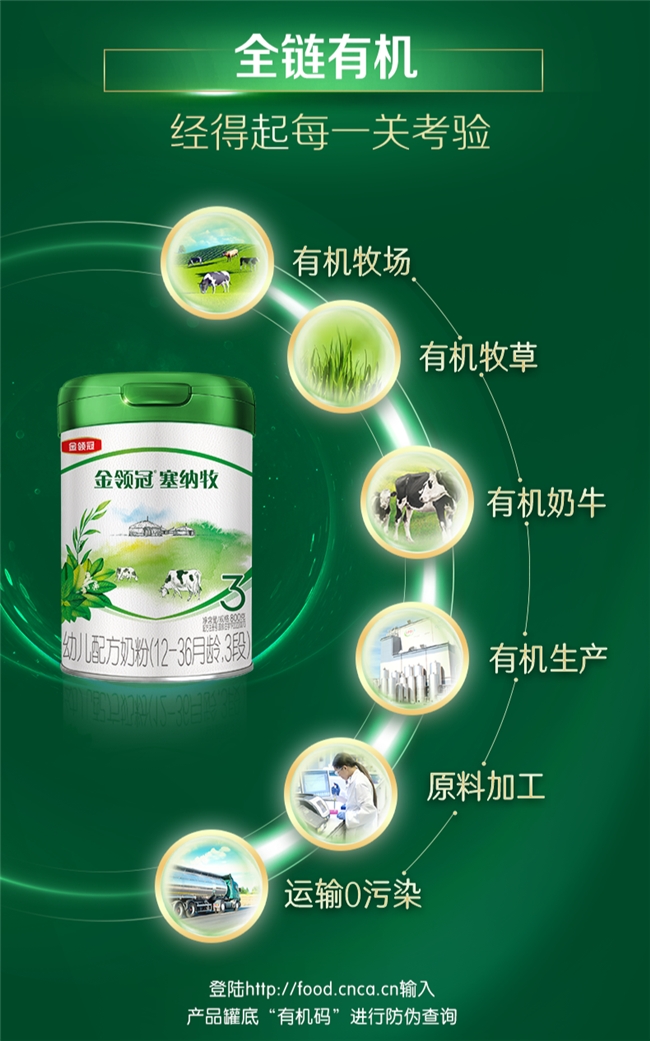 全链有机
经得起每一关考验
有机牧场
有机牧草
金领冠
金领冠 塞纳牧
有机奶牛
3
幼儿配方奶粉(12-36月龄,3段)
有机生产
原料加工
运输0污染
登陆http://food.cnca.cn输入
产品罐底“有机码”进行防伪查询